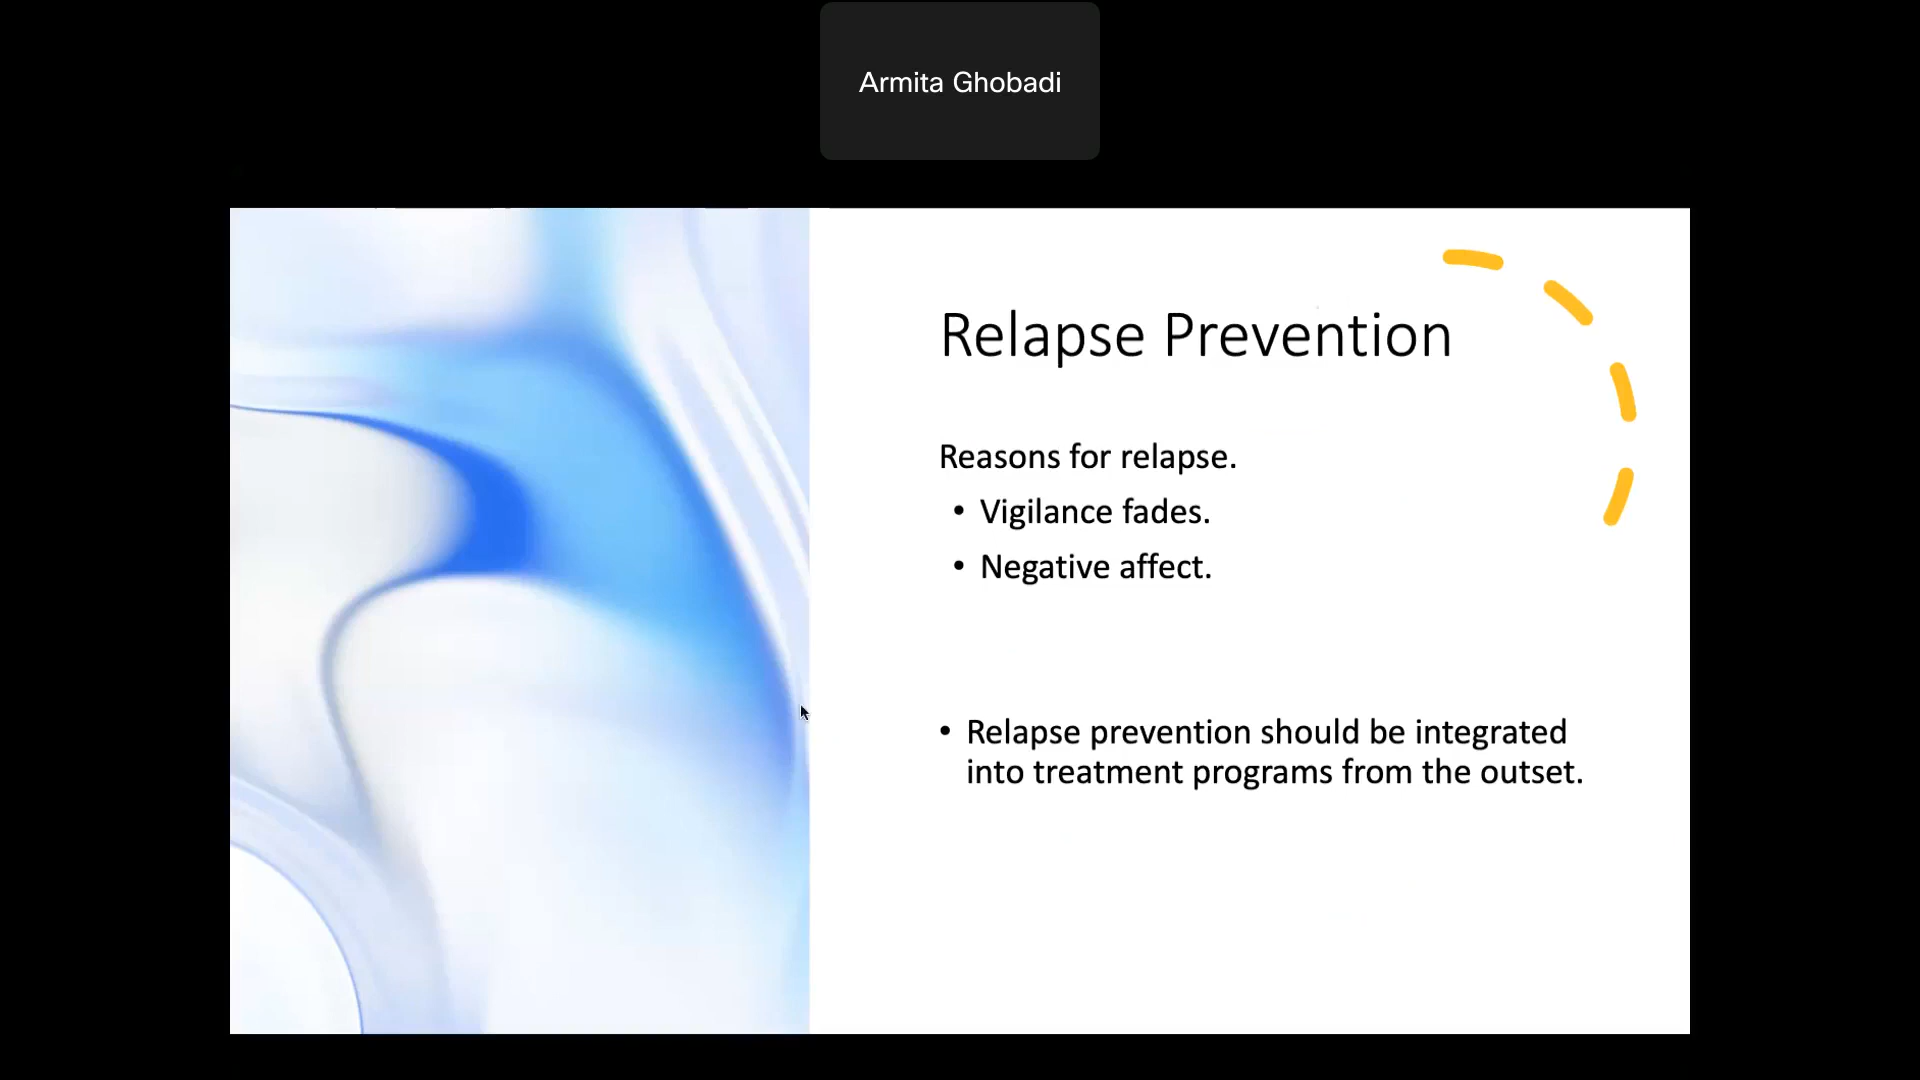 Armita Ghobadi
Relapse Prevention
Reasons for relapse.
• Vigilance fades.
• Negative affect.
• Relapse prevention should be integrated
into treatment programs from the outset.